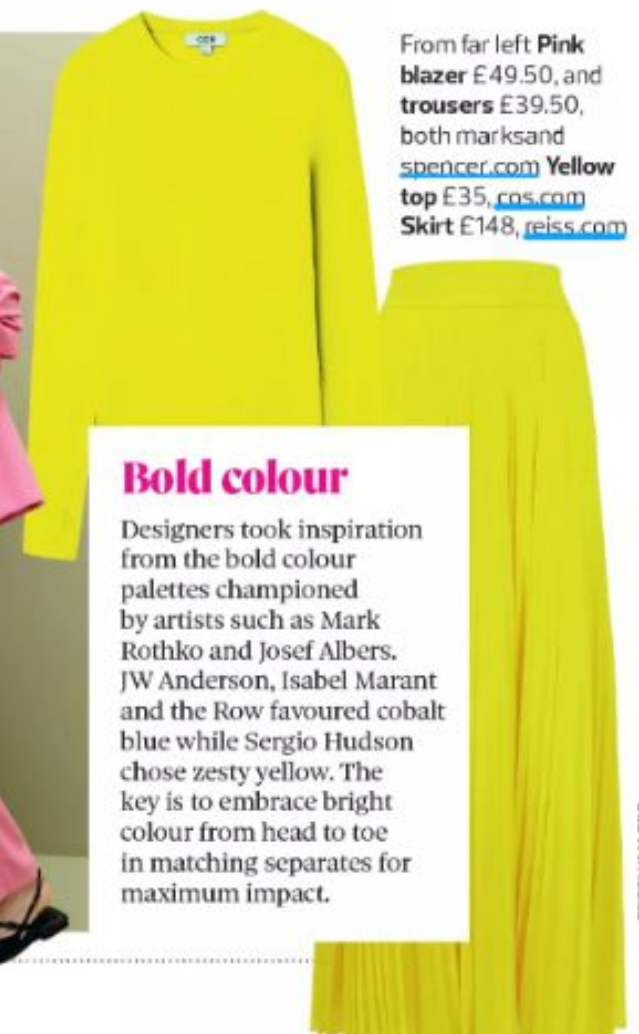 COS
From far left Pink
blazer £49.50, and
trousers £39.50,
both marksand
spencer.com Yellow
top £35, cos.com
Skirt £148, reiss.com
Bold colour
Designers took inspiration
from the bold colour
palettes championed
by artists such as Mark
Rothko and Josef Albers.
JW Anderson, Isabel Marant
and the Row favoured cobalt
blue while Sergio Hudson
chose zesty yellow. The
key is to embrace bright
colour from head to toe
in matching separates for
maximum impact.